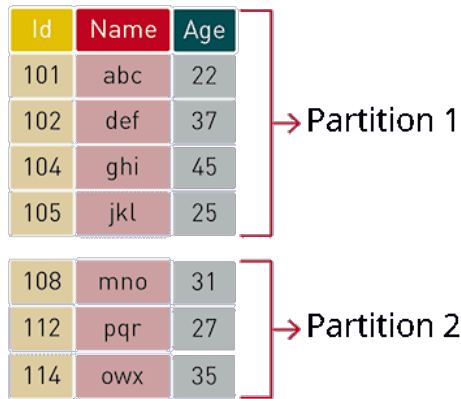 Id Name Age
101 abc 22
102 def 37
104 ghi 45
105 jkl 25
Partition 1
108 mno 31
112 pqr 27
114 owx 35
Partition 2